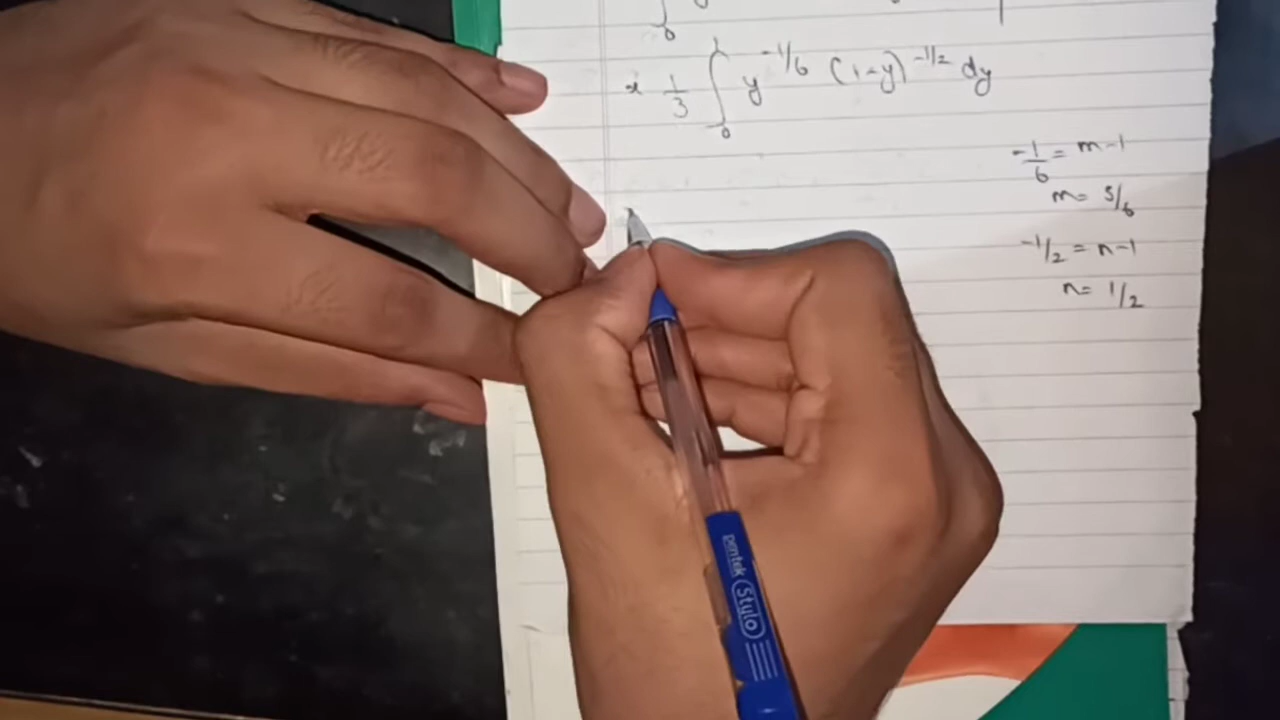 0
x 1/3 ∫₀¹ y^(-1/6) (1-y)^(-1/2) dy
-1/6 = m-1
m = 5/6
-1/2 = n-1
n = 1/2
pentek Stylo